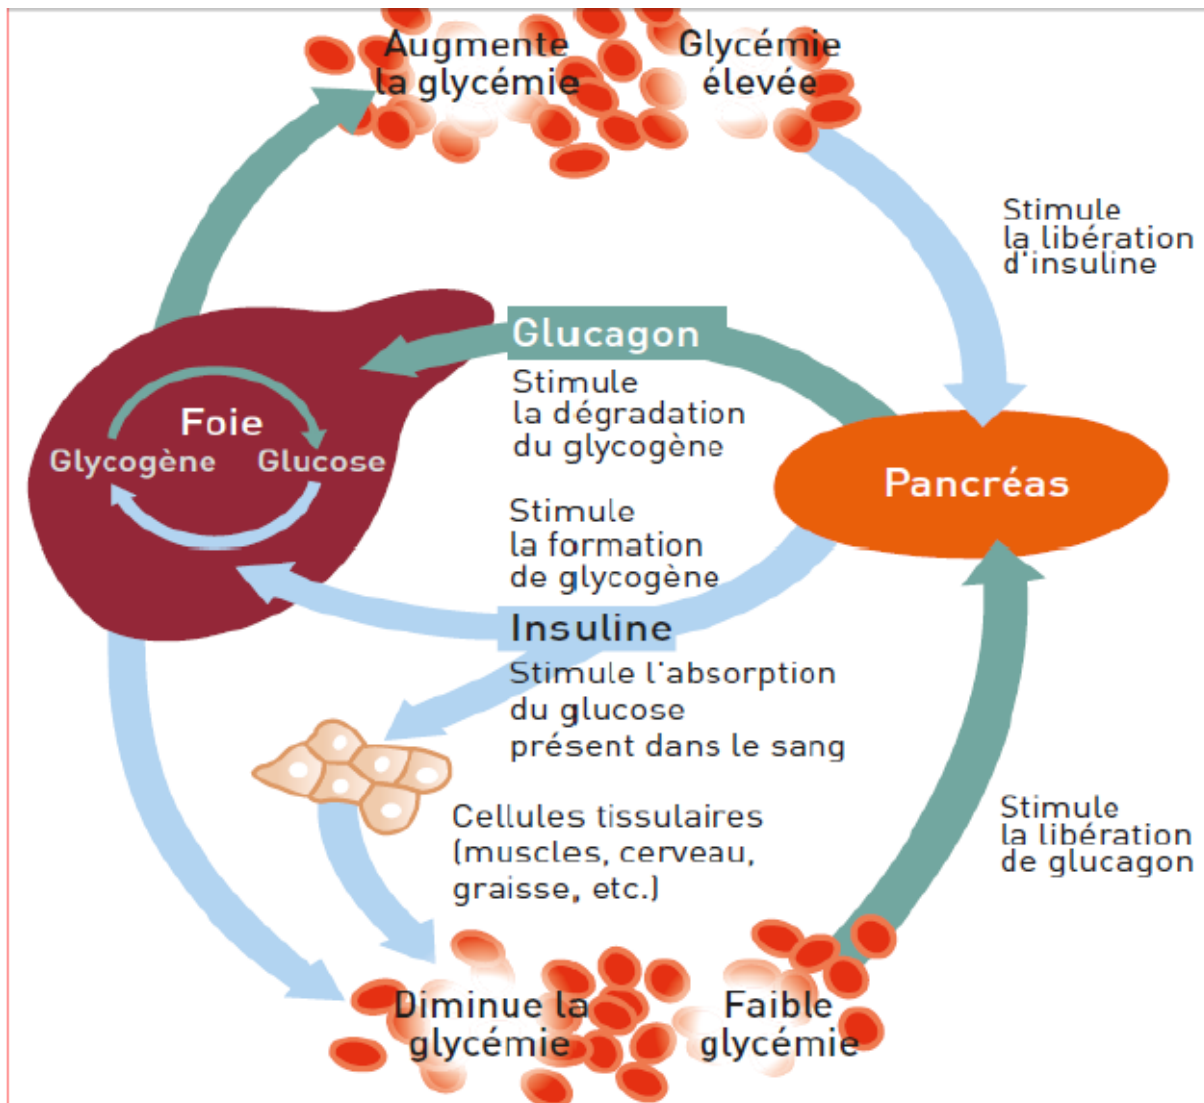 Augmente
la glycémie
Glycémie
élevée
Stimule
la libération
d'insuline
Glucagon
Stimule
la dégradation
du glycogène
Foie
Glycogène
Glucose
Pancréas
Stimule
la formation
de glycogène
Insuline
Stimule l'absorption
du glucose
présent dans le sang
Cellules tissulaires
(muscles, cerveau,
graisse, etc.)
Stimule
la libération
de glucagon
Diminue la
glycémie
Faible
glycémie